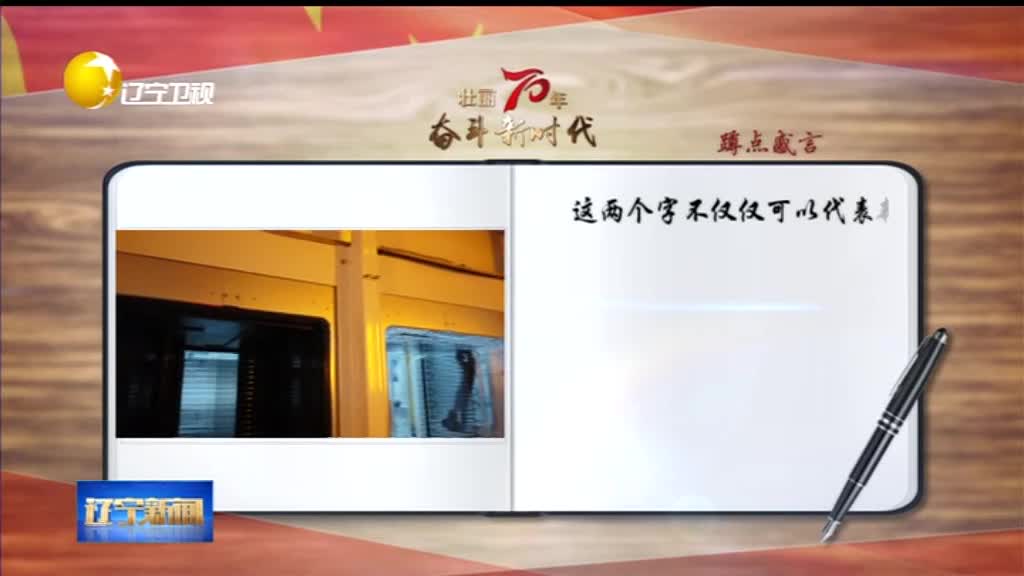 辽宁卫视
壮丽70年
奋斗新时代
蹲点感言
这两个字不仅仅可以代表
辽宁新闻